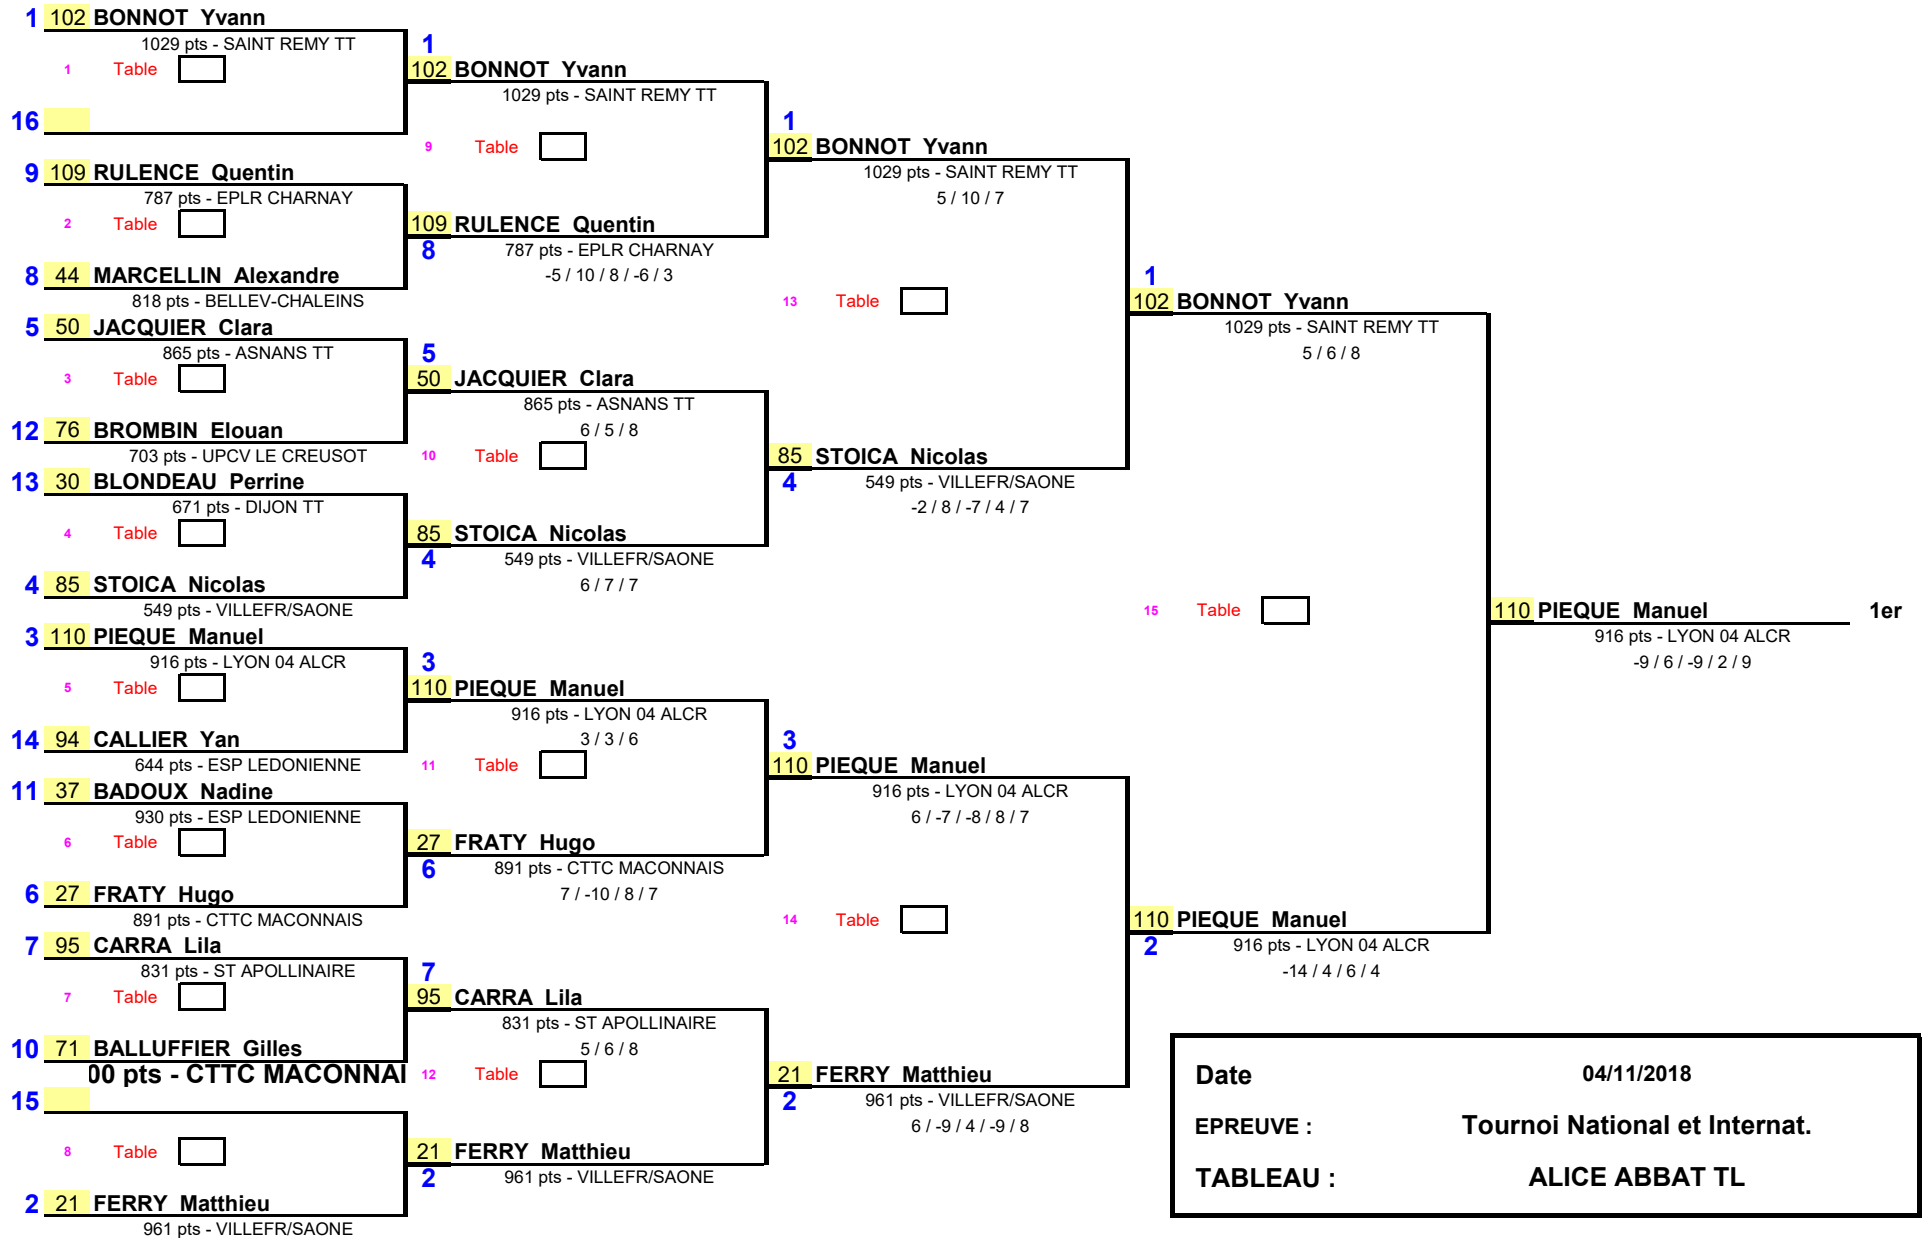 1 102 BONNOT Yvann
1029 pts - SAINT REMY TT
1 Table
16
9 109 RULENCE Quentin
787 pts - EPLR CHARNAY
2 Table
8 44 MARCELLIN Alexandre
818 pts - BELLEV-CHALEINS
5 50 JACQUIER Clara
865 pts - ASNANS TT
3 Table
12 76 BROMBIN Elouan
703 pts - UPCV LE CREUSOT
13 30 BLONDEAU Perrine
671 pts - DIJON TT
4 Table
4 85 STOICA Nicolas
549 pts - VILLEFR/SAONE
3 110 PIEQUE Manuel
916 pts - LYON 04 ALCR
5 Table
14 94 CALLIER Yan
644 pts - ESP LEDONIENNE
11 37 BADOUX Nadine
930 pts - ESP LEDONIENNE
6 Table
6 27 FRATY Hugo
891 pts - CTTC MACONNAIS
7 95 CARRA Lila
831 pts - ST APOLLINAIRE
7 Table
10 71 BALLUFFIER Gilles
00 pts - CTTC MACONNAI
15
8 Table
2 21 FERRY Matthieu
961 pts - VILLEFR/SAONE
1
102 BONNOT Yvann
1029 pts - SAINT REMY TT
9 Table
109 RULENCE Quentin
8
787 pts - EPLR CHARNAY
-5 / 10 / 8 / -6 / 3
5
50 JACQUIER Clara
865 pts - ASNANS TT
6 / 5 / 8
10 Table
85 STOICA Nicolas
4
549 pts - VILLEFR/SAONE
6 / 7 / 7
3
110 PIEQUE Manuel
916 pts - LYON 04 ALCR
3 / 3 / 6
11 Table
27 FRATY Hugo
6
891 pts - CTTC MACONNAIS
7 / -10 / 8 / 7
7
95 CARRA Lila
831 pts - ST APOLLINAIRE
5 / 6 / 8
12 Table
21 FERRY Matthieu
2
961 pts - VILLEFR/SAONE
1
102 BONNOT Yvann
1029 pts - SAINT REMY TT
5 / 10 / 7
13 Table
85 STOICA Nicolas
4
549 pts - VILLEFR/SAONE
-2 / 8 / -7 / 4 / 7
3
110 PIEQUE Manuel
916 pts - LYON 04 ALCR
6 / -7 / -8 / 8 / 7
14 Table
21 FERRY Matthieu
2
961 pts - VILLEFR/SAONE
6 / -9 / 4 / -9 / 8
1
102 BONNOT Yvann
1029 pts - SAINT REMY TT
5 / 6 / 8
15 Table
110 PIEQUE Manuel
2
916 pts - LYON 04 ALCR
-14 / 4 / 6 / 4
110 PIEQUE Manuel 1er
916 pts - LYON 04 ALCR
-9 / 6 / -9 / 2 / 9
Date 04/11/2018
EPREUVE : Tournoi National et Internat.
TABLEAU : ALICE ABBAT TL